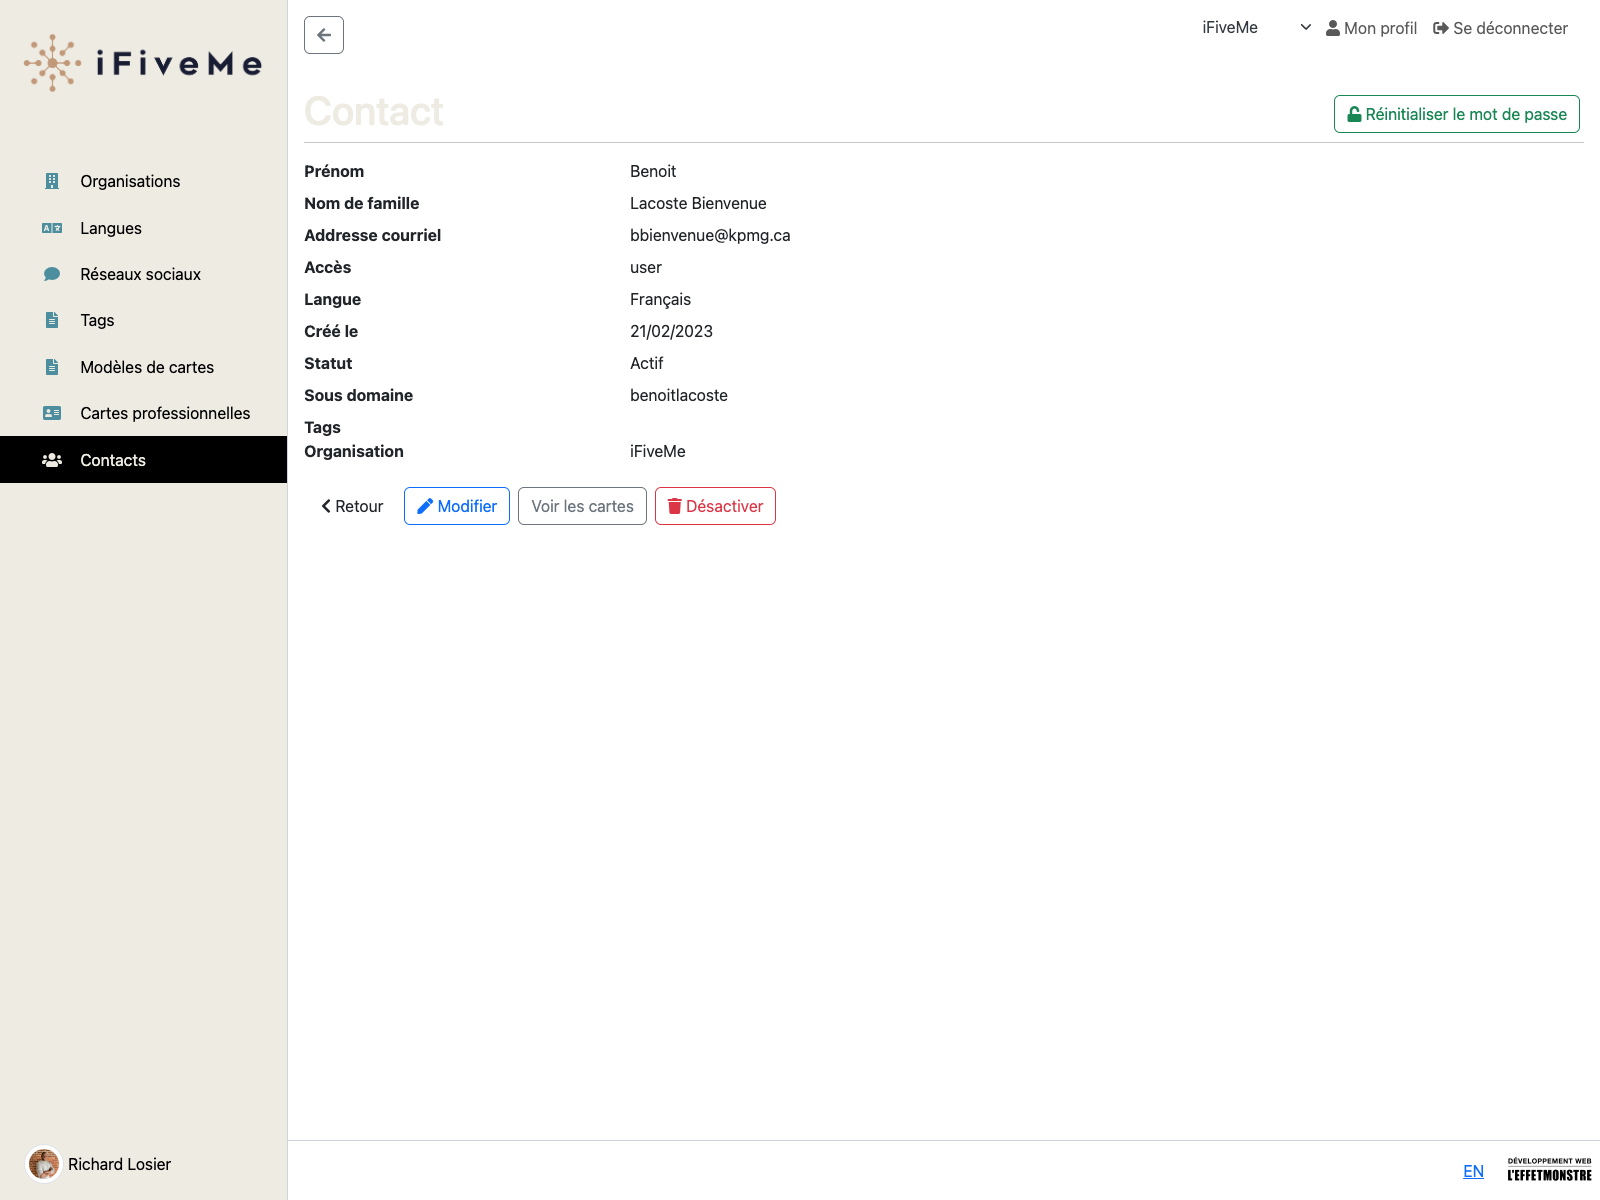 iFiveMe
Organisations
Langues
Réseaux sociaux
Tags
Modèles de cartes
Cartes professionnelles
Contacts
Richard Losier
iFiveMe
Mon profil
Se déconnecter
Contact
Réinitialiser le mot de passe
Prénom Benoit
Nom de famille Lacoste Bienvenue
Addresse courriel bbienvenue@kpmg.ca
Accès user
Langue Français
Créé le 21/02/2023
Statut Actif
Sous domaine benoitlacoste
Tags
Organisation iFiveMe
Retour Modifier Voir les cartes Désactiver
EN
DÉVELOPPEMENT WEB
L'EFFETMONSTRE